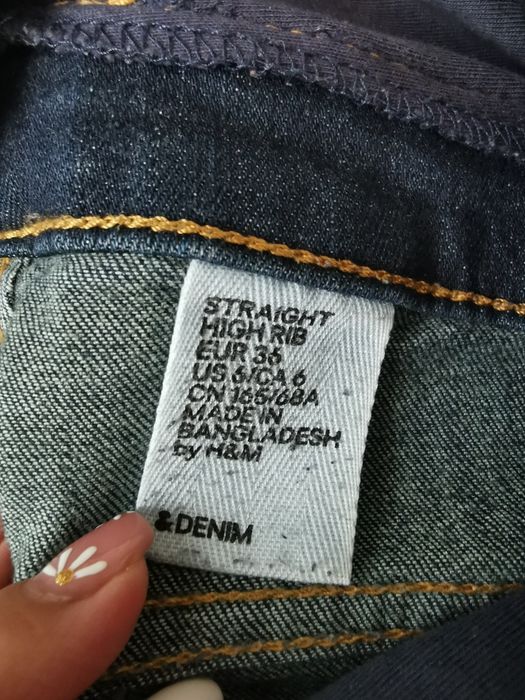 STRAIGHT
HIGH RIB
EUR 36
US 6/CA 6
CN 165/68A
MADE IN
BANGLADESH
by H&M
&DENIM